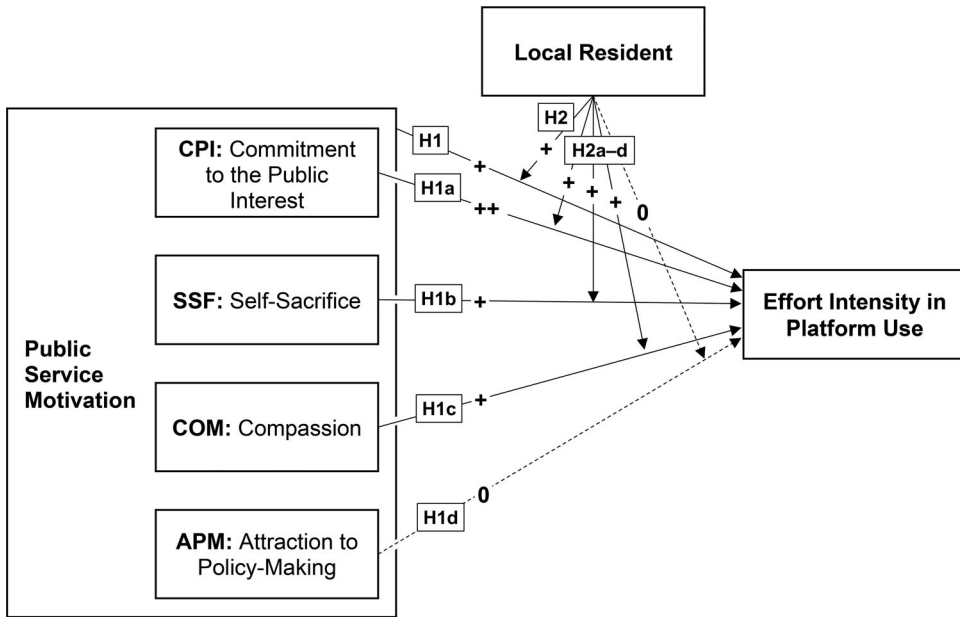 Local Resident
H2
H1
CPI: Commitment
to the Public
Interest
+
+
H2a–d
H1a
++
+
+
+
0
SSF: Self-Sacrifice
H1b
+
Effort Intensity in
Platform Use
Public
Service
Motivation
COM: Compassion
H1c
+
0
H1d
APM: Attraction to
Policy-Making